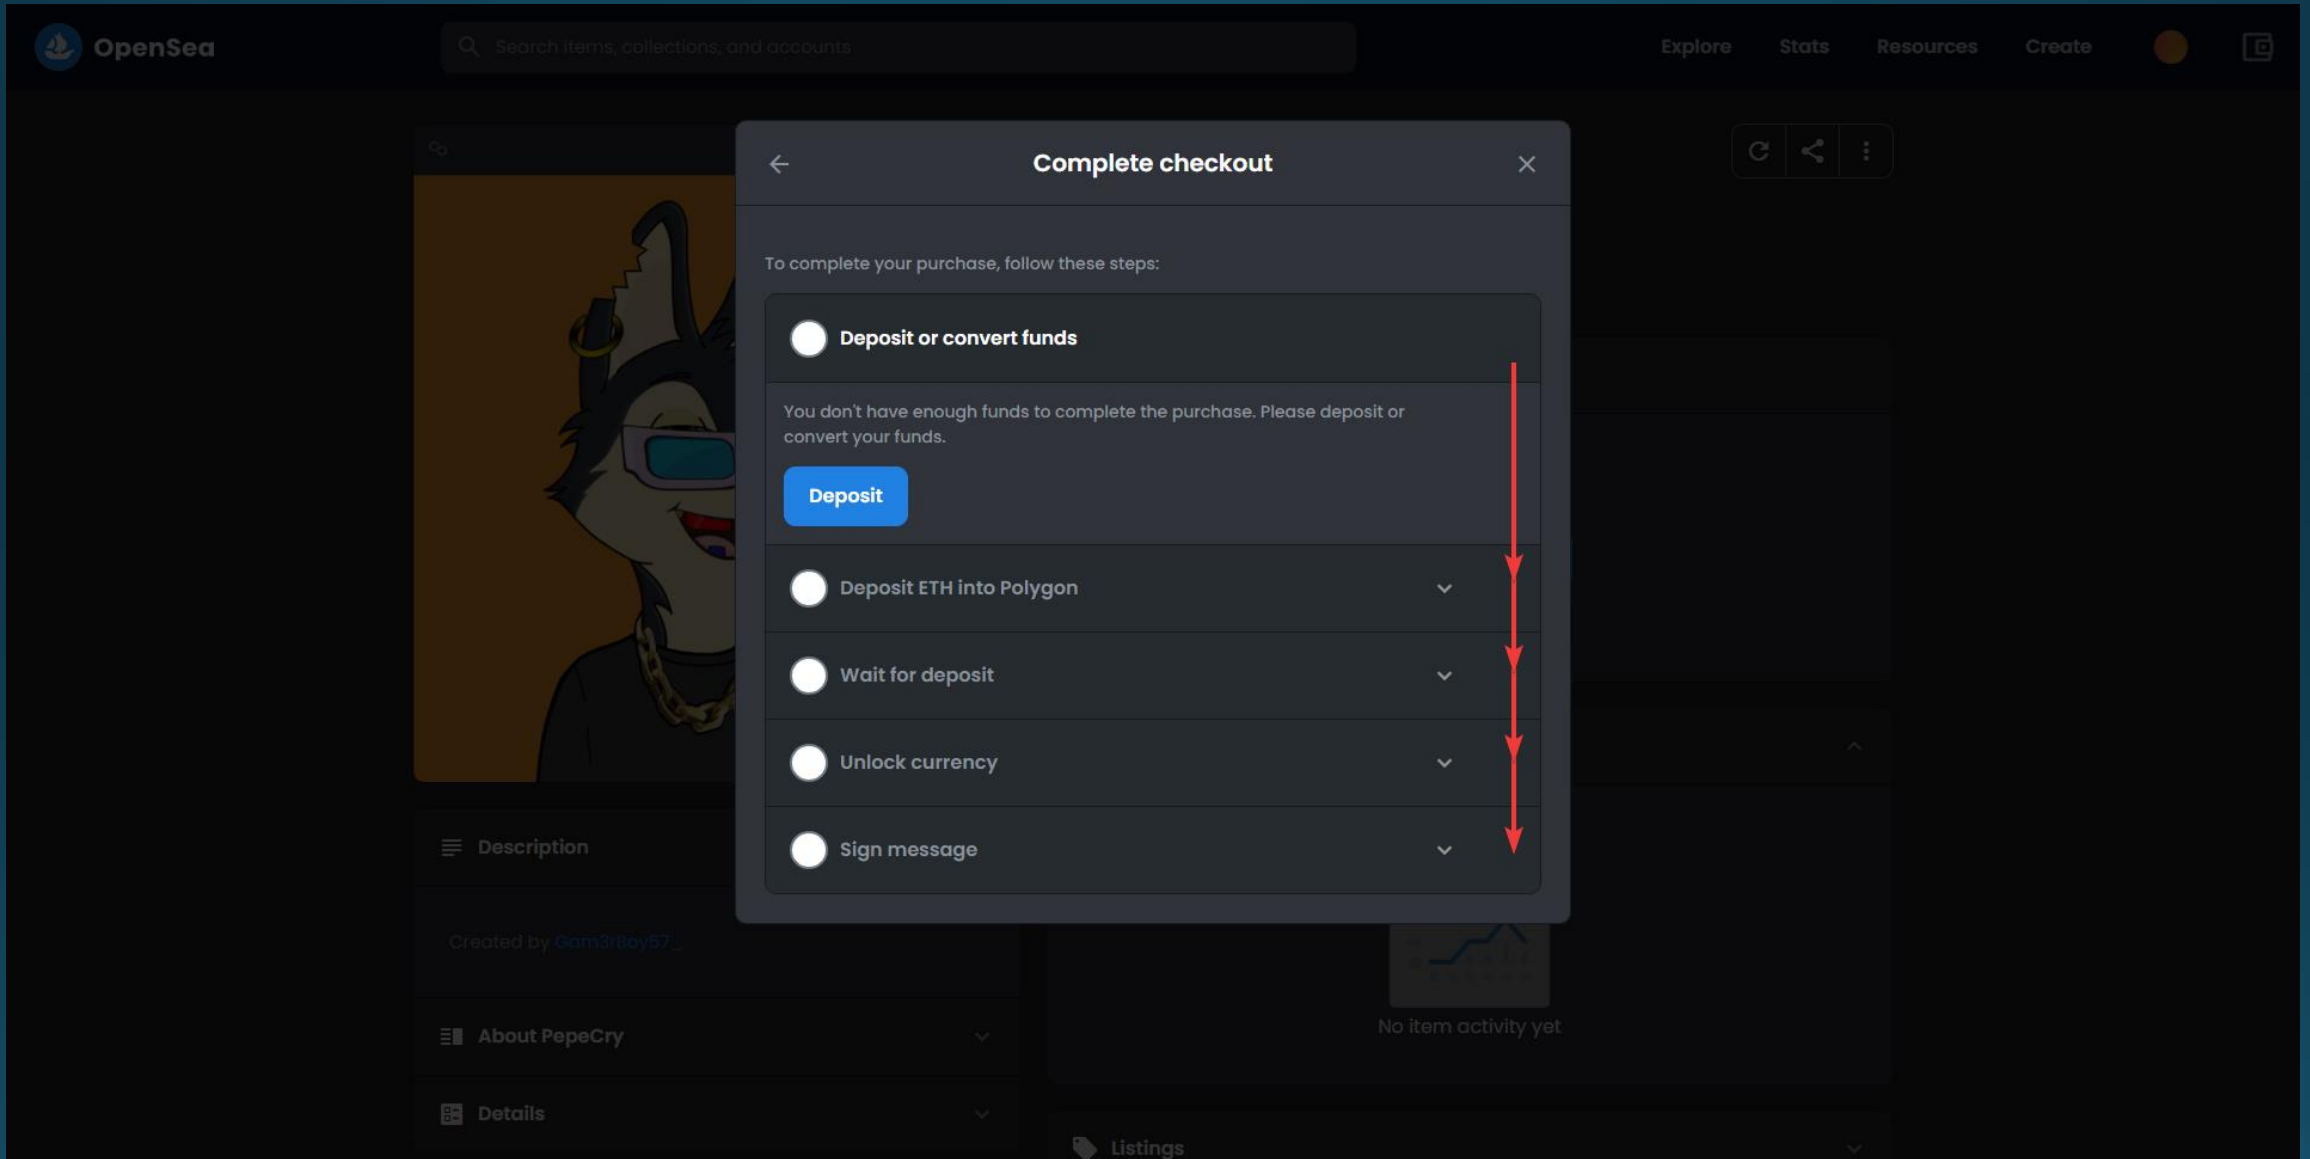 OpenSea
Search items, collections, and accounts
Explore
Stats
Resources
Create
Complete checkout
To complete your purchase, follow these steps:
Deposit or convert funds
You don't have enough funds to complete the purchase. Please deposit or
convert your funds.
Deposit
Deposit ETH into Polygon
Wait for deposit
Unlock currency
Sign message
Description
Created by Gam3rBoy57_
About PepeCry
Details
No item activity yet
Listings